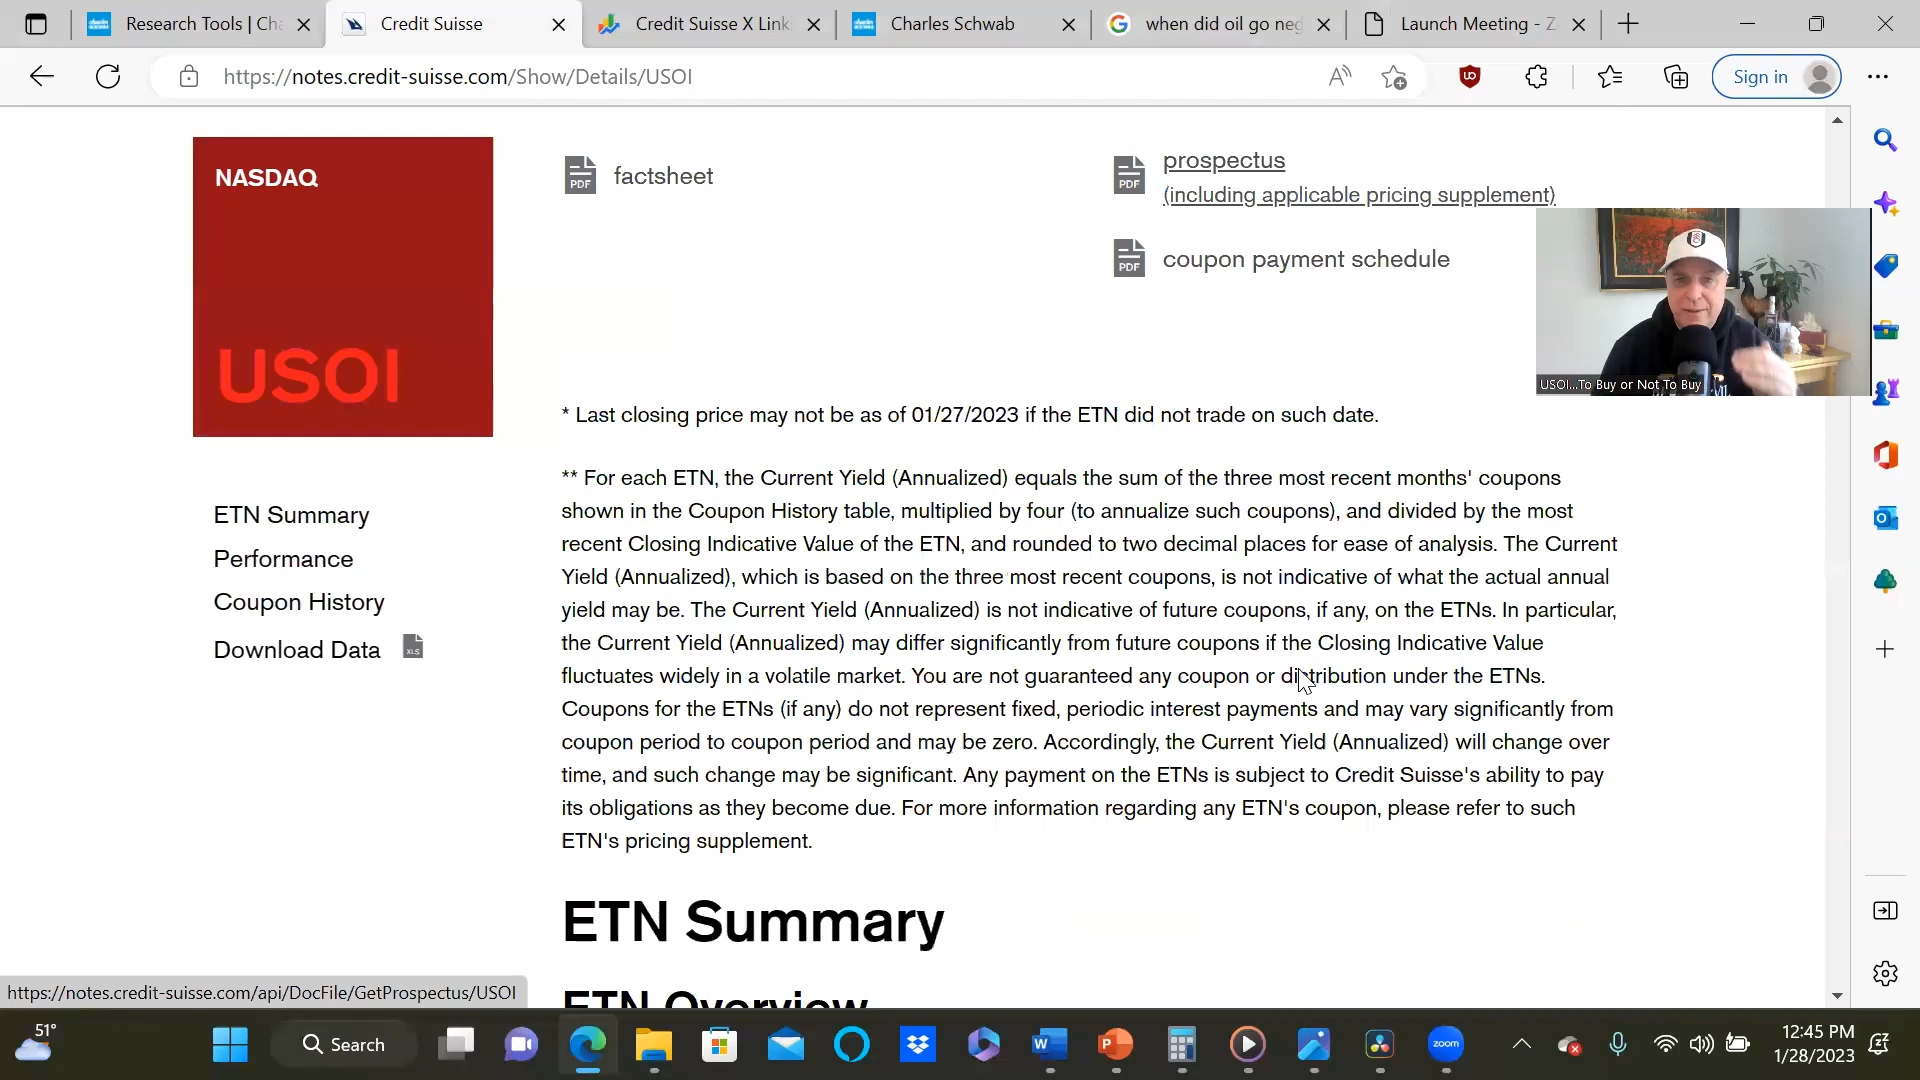 Research Tools | Cha
Credit Suisse
Credit Suisse X Link
Charles Schwab
when did oil go neg
Launch Meeting - Z
https://notes.credit-suisse.com/Show/Details/USOI
Sign in
NASDAQ
USOI
factsheet
prospectus
(including applicable pricing supplement)
coupon payment schedule
USOI...To Buy or Not To Buy
* Last closing price may not be as of 01/27/2023 if the ETN did not trade on such date.
** For each ETN, the Current Yield (Annualized) equals the sum of the three most recent months' coupons
shown in the Coupon History table, multiplied by four (to annualize such coupons), and divided by the most
recent Closing Indicative Value of the ETN, and rounded to two decimal places for ease of analysis. The Current
Yield (Annualized), which is based on the three most recent coupons, is not indicative of what the actual annual
yield may be. The Current Yield (Annualized) is not indicative of future coupons, if any, on the ETNs. In particular,
the Current Yield (Annualized) may differ significantly from future coupons if the Closing Indicative Value
fluctuates widely in a volatile market. You are not guaranteed any coupon or distribution under the ETNs.
Coupons for the ETNs (if any) do not represent fixed, periodic interest payments and may vary significantly from
coupon period to coupon period and may be zero. Accordingly, the Current Yield (Annualized) will change over
time, and such change may be significant. Any payment on the ETNs is subject to Credit Suisse's ability to pay
its obligations as they become due. For more information regarding any ETN's coupon, please refer to such
ETN's pricing supplement.
ETN Summary
Performance
Coupon History
Download Data
XLS
PDF
PDF
PDF
ETN Summary
ETN Overview
https://notes.credit-suisse.com/api/DocFile/GetProspectus/USOI
51°
Search
zoom
12:45 PM
1/28/2023